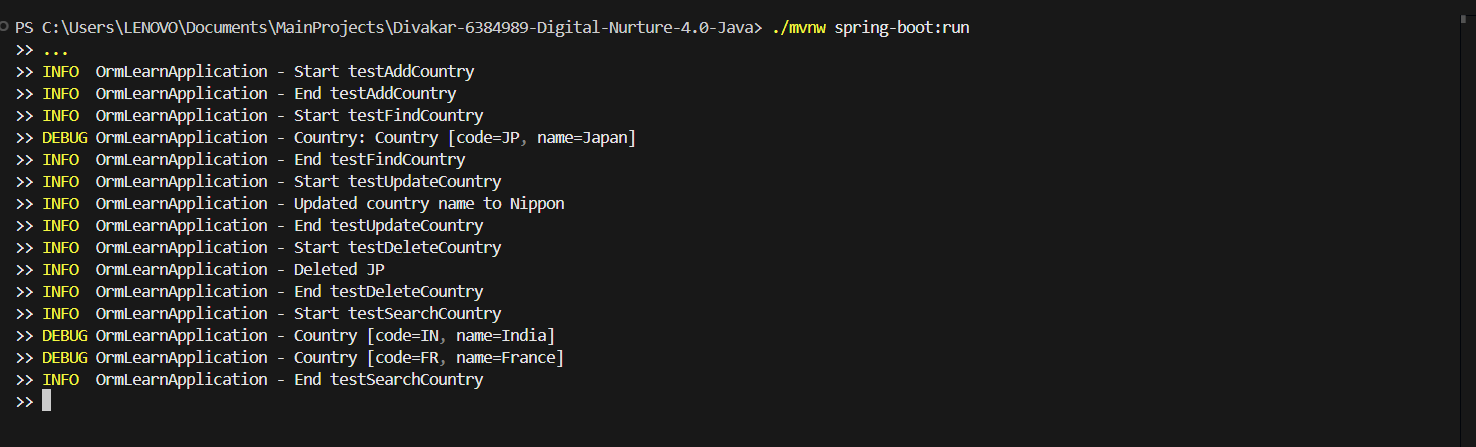 PS C:\Users\LENOVO\Documents\MainProjects\Divakar-6384989-Digital-Nurture-4.0-Java> ./mvnw spring-boot:run
>> ...
>> INFO  OrmLearnApplication - Start testAddCountry
>> INFO  OrmLearnApplication - End testAddCountry
>> INFO  OrmLearnApplication - Start testFindCountry
>> DEBUG OrmLearnApplication - Country: Country [code=JP, name=Japan]
>> INFO  OrmLearnApplication - End testFindCountry
>> INFO  OrmLearnApplication - Start testUpdateCountry
>> INFO  OrmLearnApplication - Updated country name to Nippon
>> INFO  OrmLearnApplication - End testUpdateCountry
>> INFO  OrmLearnApplication - Start testDeleteCountry
>> INFO  OrmLearnApplication - Deleted JP
>> INFO  OrmLearnApplication - End testDeleteCountry
>> INFO  OrmLearnApplication - Start testSearchCountry
>> DEBUG OrmLearnApplication - Country [code=IN, name=India]
>> DEBUG OrmLearnApplication - Country [code=FR, name=France]
>> INFO  OrmLearnApplication - End testSearchCountry
>>